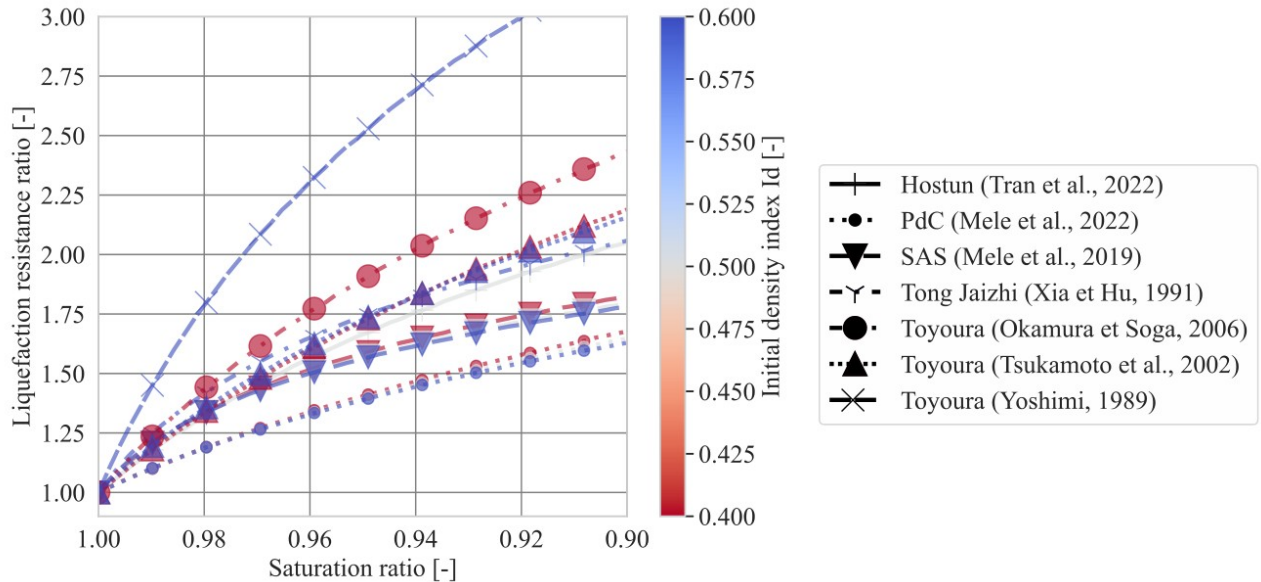 Liquefaction resistance ratio [-]
3.00
2.75
2.50
2.25
2.00
1.75
1.50
1.25
1.00
1.00 0.98 0.96 0.94 0.92 0.90
Saturation ratio [-]
0.600
0.575
0.550
0.525
0.500
0.475
0.450
0.425
0.400
Initial density index Id [-]
Hostun (Tran et al., 2022)
PdC (Mele et al., 2022)
SAS (Mele et al., 2019)
Tong Jaizhi (Xia et Hu, 1991)
Toyoura (Okamura et Soga, 2006)
Toyoura (Tsukamoto et al., 2002)
Toyoura (Yoshimi, 1989)